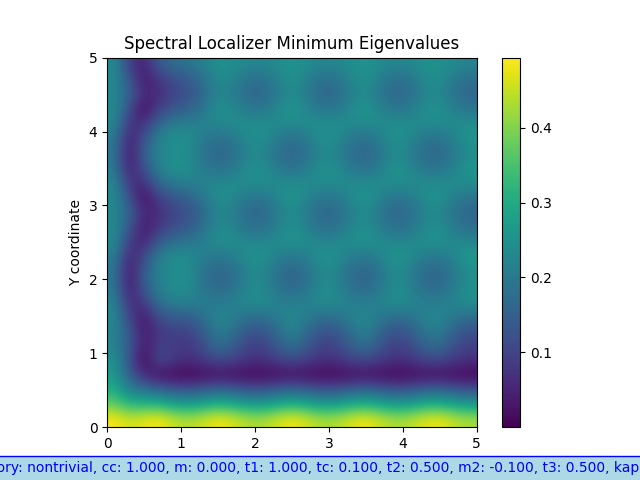 Spectral Localizer Minimum Eigenvalues
5
4
3
2
1
0
Y coordinate
0 1 2 3 4 5
0.4
0.3
0.2
0.1
ory: nontrivial, cc: 1.000, m: 0.000, t1: 1.000, tc: 0.100, t2: 0.500, m2: -0.100, t3: 0.500, kap